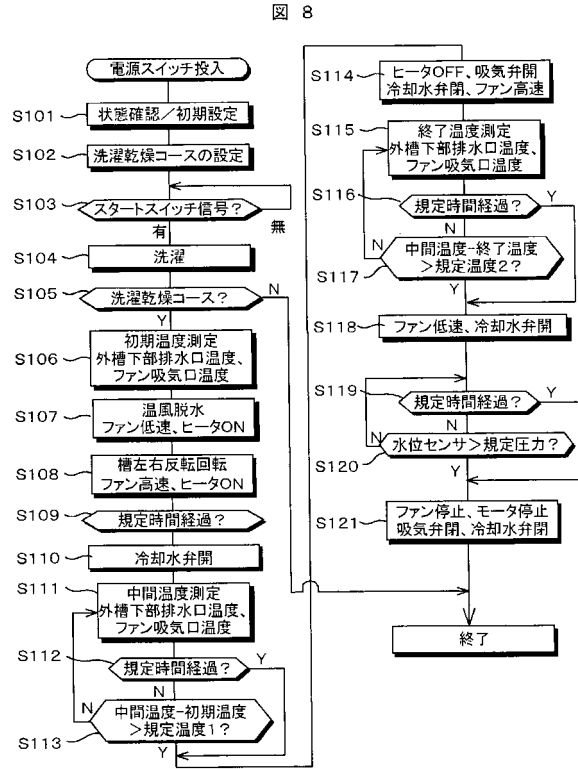 図 8
電源スイッチ投入
S101
状態確認／初期設定
S102
洗濯乾燥コースの設定
S103
スタートスイッチ信号？
有
無
S104
洗濯
S105
洗濯乾燥コース？
N
Y
S106
初期温度測定
外槽下部排水口温度、
ファン吸気口温度
S107
温風脱水
ファン低速、ヒータON
S108
槽左右反転回転
ファン高速、ヒータON
S109
規定時間経過？
S110
冷却水弁開
S111
中間温度測定
外槽下部排水口温度、
ファン吸気口温度
S112
規定時間経過？
Y
N
N
中間温度-初期温度
＞規定温度1？
S113
Y
S114
ヒータOFF、吸気弁開
冷却水弁閉、ファン高速
S115
終了温度測定
外槽下部排水口温度、
ファン吸気口温度
S116
規定時間経過？
Y
N
N
中間温度-終了温度
＞規定温度2？
S117
Y
S118
ファン低速、冷却水弁開
S119
規定時間経過？
Y
N
N
水位センサ＞規定圧力？
S120
Y
S121
ファン停止、モータ停止
吸気弁閉、冷却水弁閉
終了